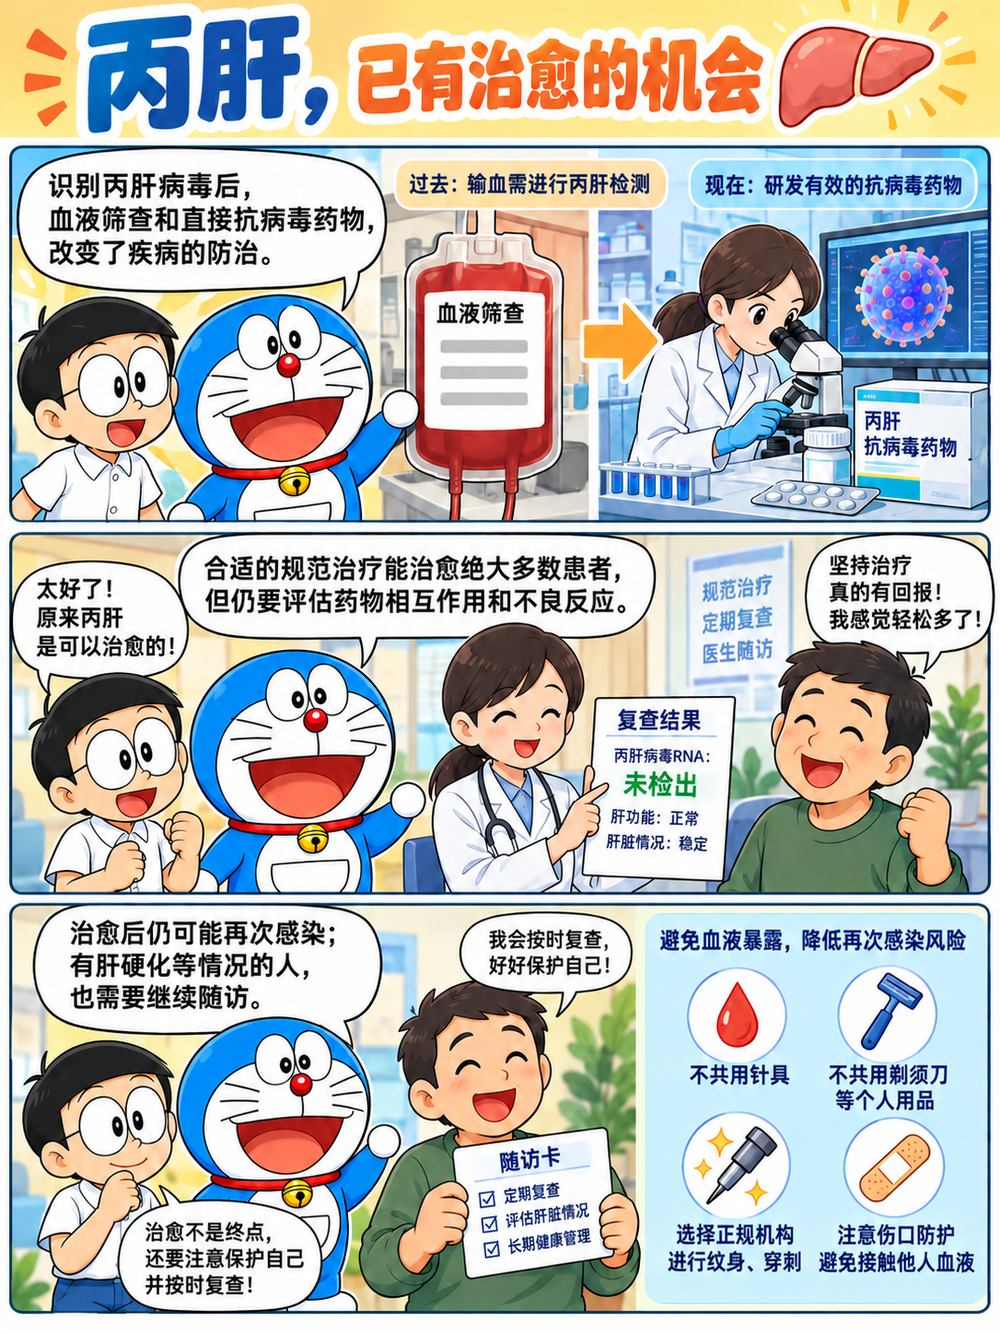 丙肝，已有治愈的机会
识别丙肝病毒后，
血液筛查和直接抗病毒药物，
改变了疾病的防治。
过去：输血需进行丙肝检测
现在：研发有效的抗病毒药物
血液筛查
丙肝
抗病毒药物
太好了！
原来丙肝
是可以治愈的！
合适的规范治疗能治愈绝大多数患者，
但仍要评估药物相互作用和不良反应。
规范治疗
定期复查
医生随访
坚持治疗
真的有回报！
我感觉轻松多了！
复查结果
丙肝病毒RNA：
未检出
肝功能：正常
肝脏情况：稳定
治愈后仍可能再次感染；
有肝硬化等情况的人，
也需要继续随访。
我会按时复查，
好好保护自己！
治愈不是终点，
还要注意保护自己
并按时复查！
随访卡
定期复查
评估肝脏情况
长期健康管理
避免血液暴露，降低再次感染风险
不共用针具
不共用剃须刀
等个人用品
选择正规机构
进行纹身、穿刺
注意伤口防护
避免接触他人血液